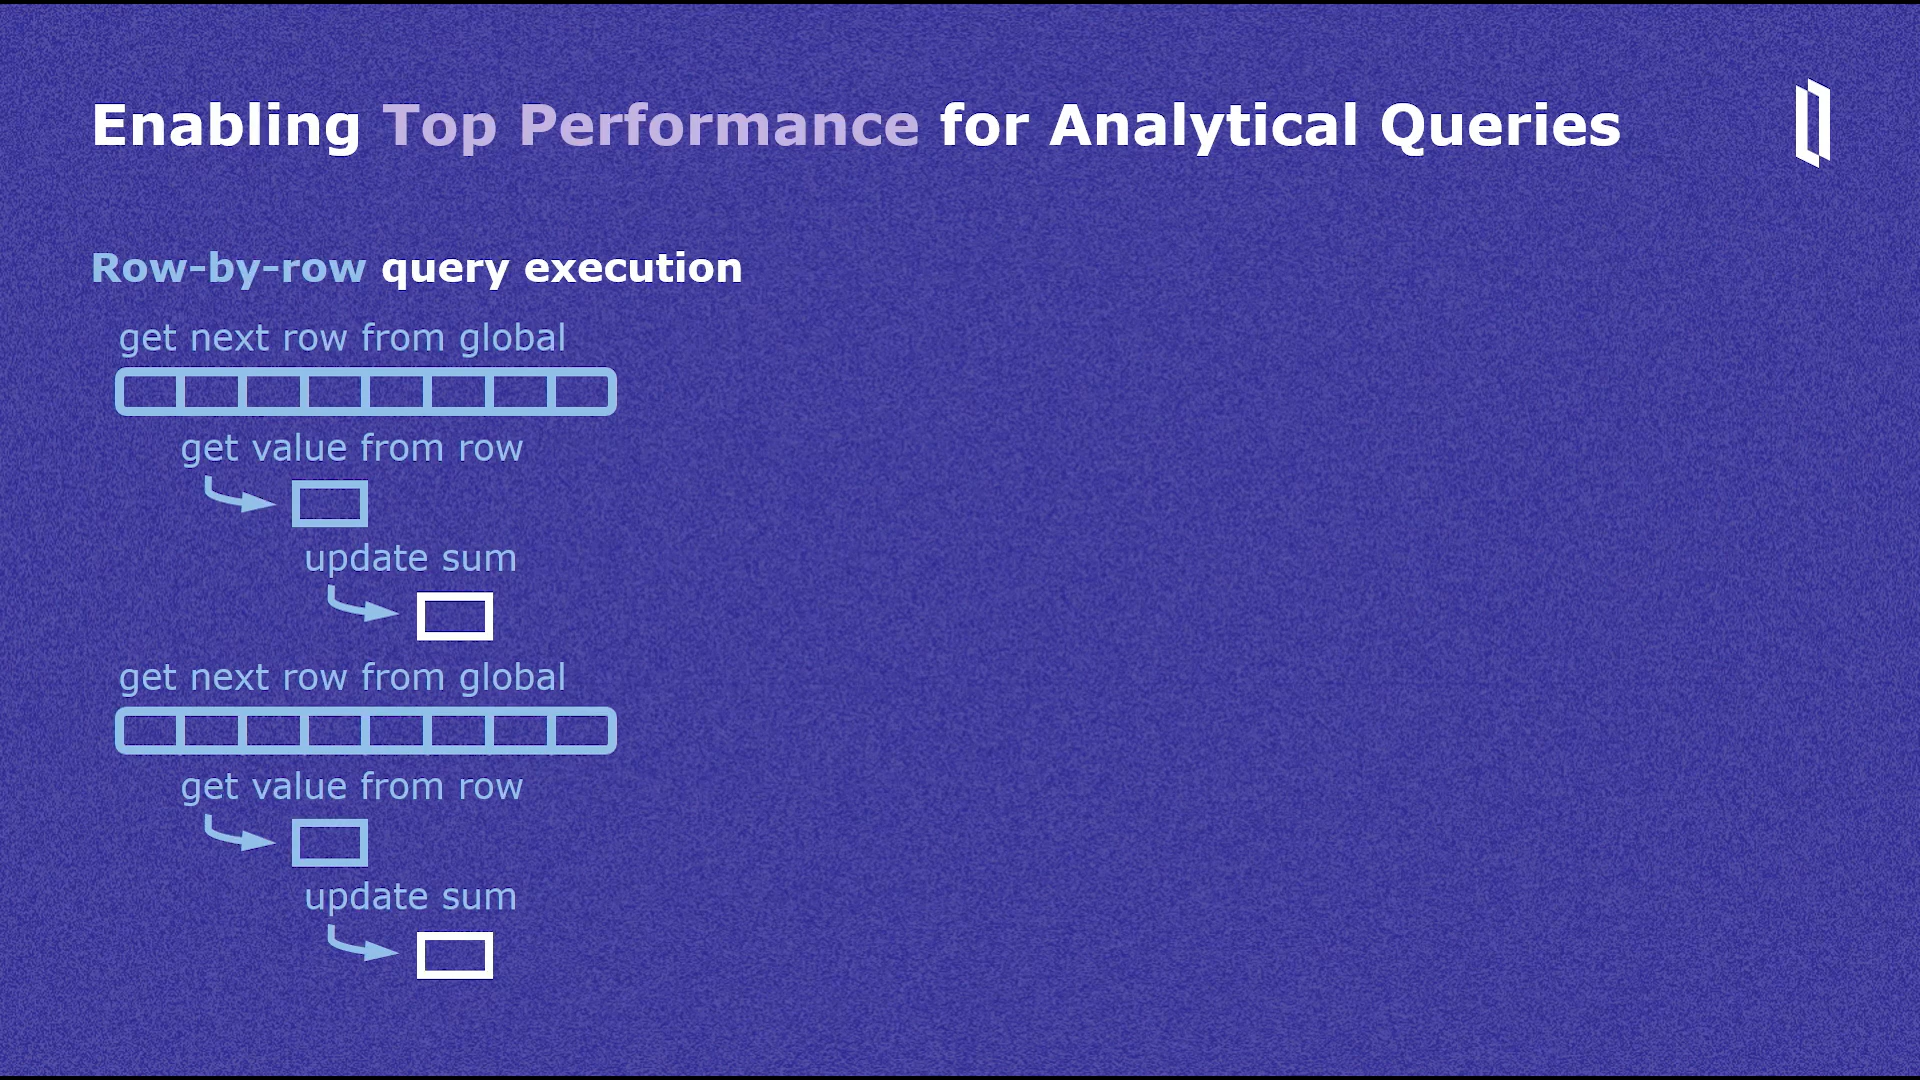 Enabling Top Performance for Analytical Queries
Row-by-row query execution
get next row from global
get value from row
update sum
get next row from global
get value from row
update sum